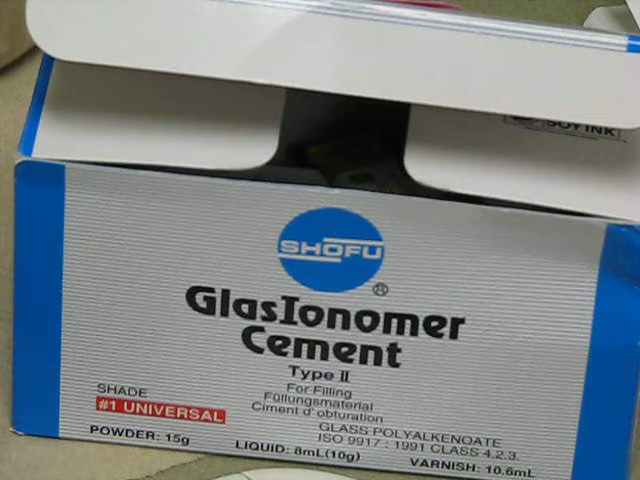 SOY INK
SHOFU
®
GlasIonomer
Cement
Type II
For Filling
Füllungsmaterial
Ciment d'obturation
SHADE
#1 UNIVERSAL
GLASS POLYALKENOATE
ISO 9917 : 1991 CLASS 4.2.3.
POWDER: 15g
LIQUID: 8mL(10g)
VARNISH: 10.6mL